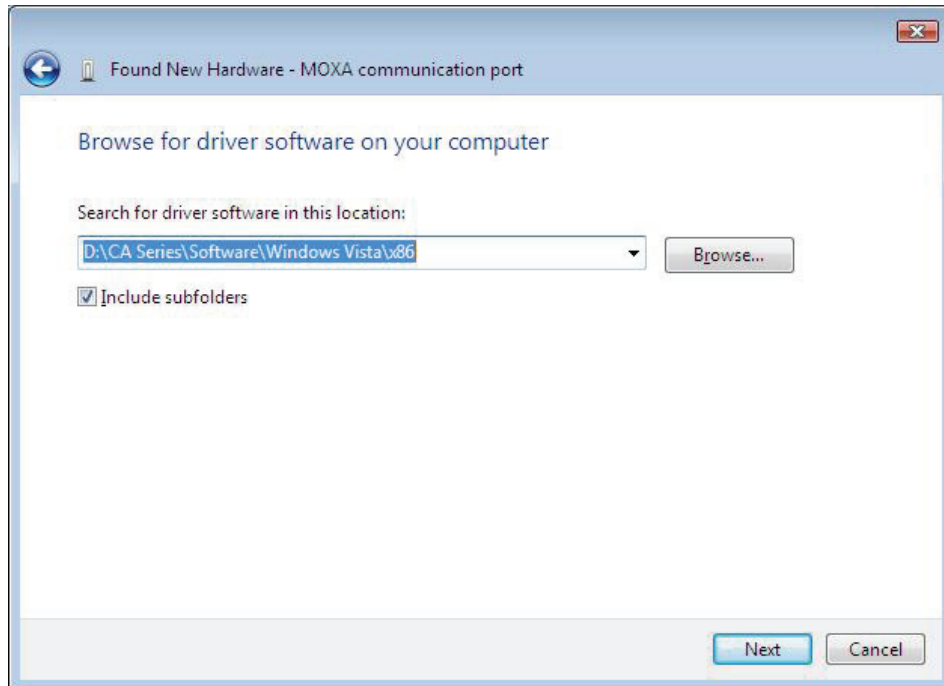 Found New Hardware - MOXA communication port
Browse for driver software on your computer
Search for driver software in this location:
D:\CA Series\Software\Windows Vista\x86
Browse...
Include subfolders
Next
Cancel